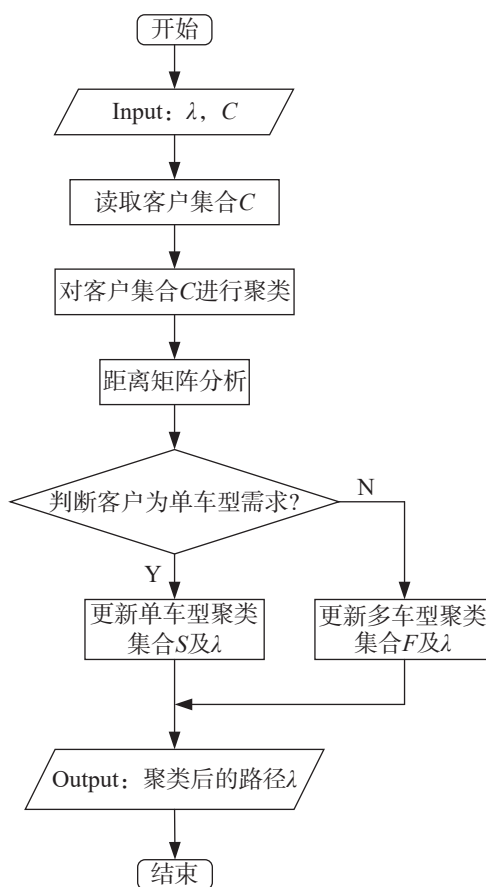 开始
Input：λ，C
读取客户集合C
对客户集合C进行聚类
距离矩阵分析
判断客户为单车型需求?
N
Y
更新单车型聚类
集合S及λ
更新多车型聚类
集合F及λ
Output：聚类后的路径λ
结束